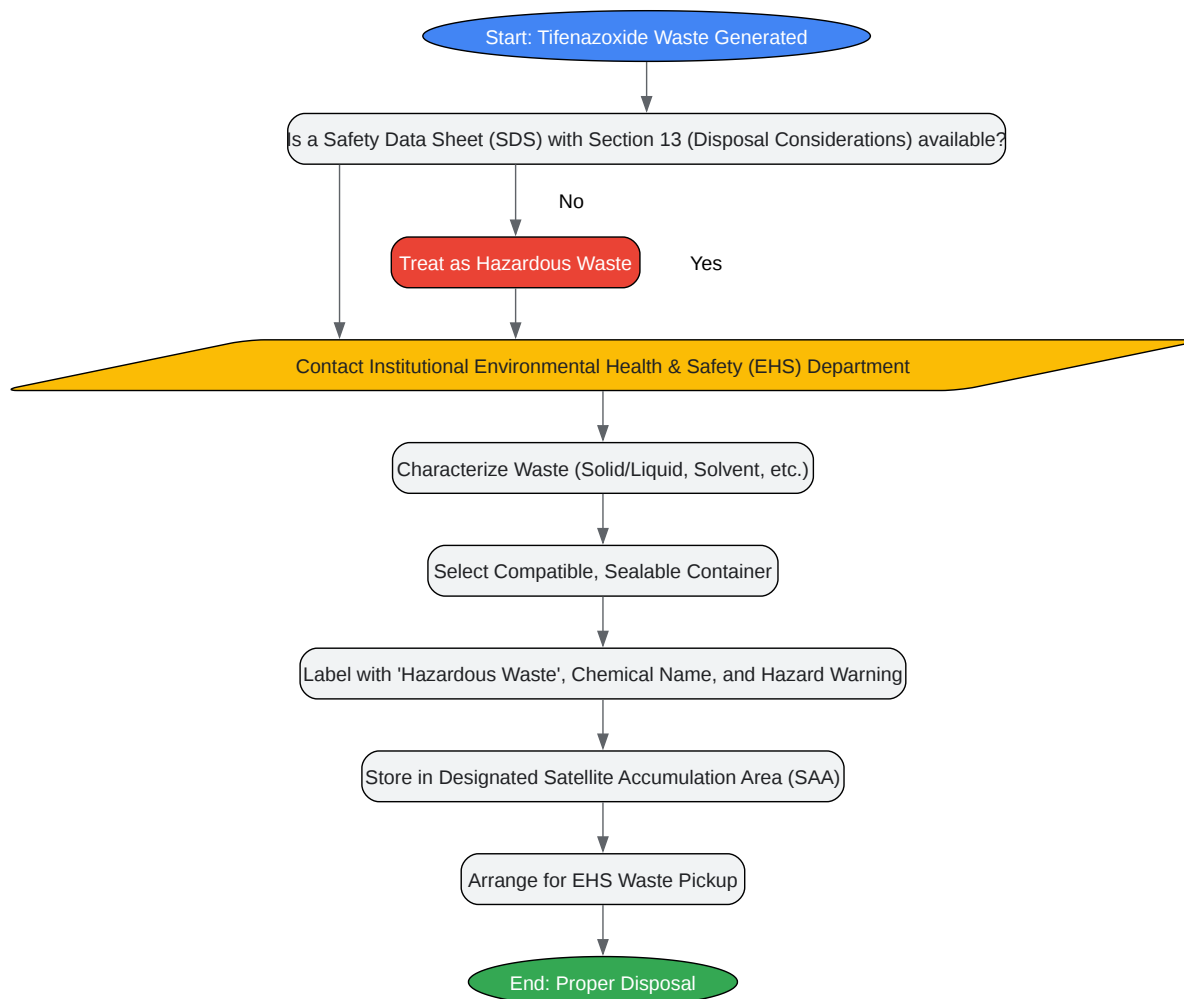 Start: Tifenazoxide Waste Generated
Is a Safety Data Sheet (SDS) with Section 13 (Disposal Considerations) available?
No
Treat as Hazardous Waste
Yes
Contact Institutional Environmental Health & Safety (EHS) Department
Characterize Waste (Solid/Liquid, Solvent, etc.)
Select Compatible, Sealable Container
Label with 'Hazardous Waste', Chemical Name, and Hazard Warning
Store in Designated Satellite Accumulation Area (SAA)
Arrange for EHS Waste Pickup
End: Proper Disposal